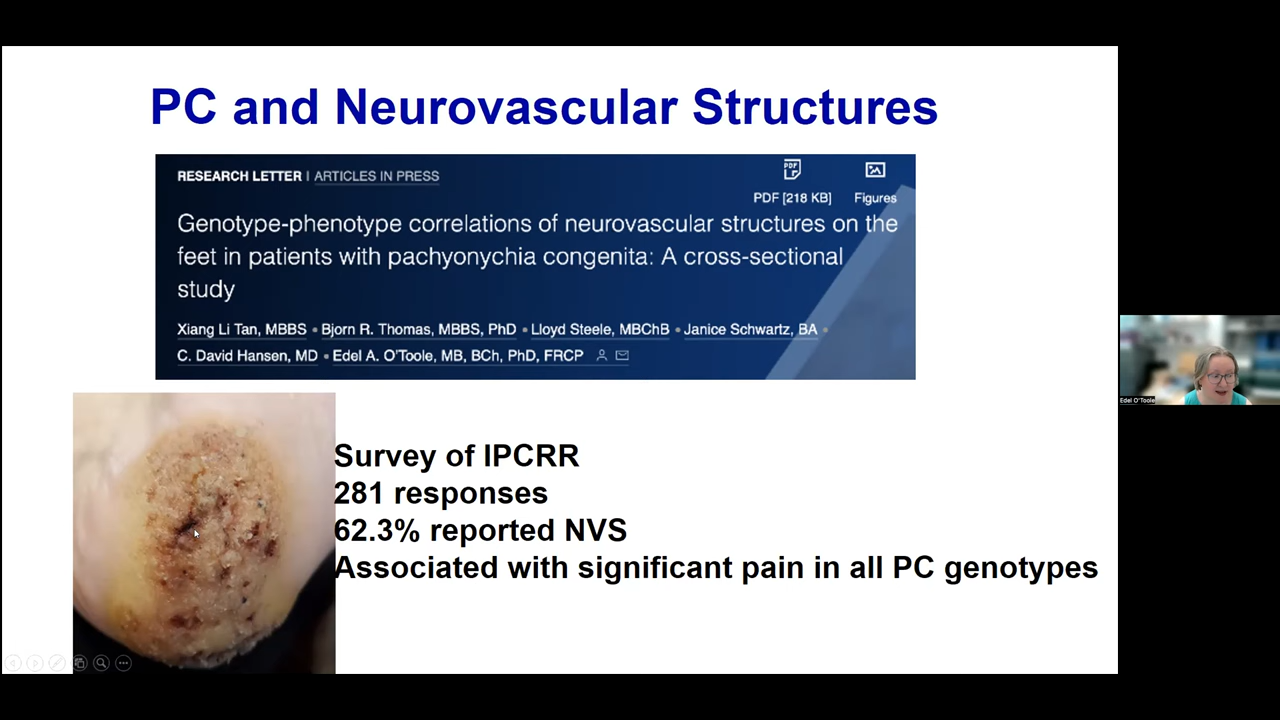 PC and Neurovascular Structures
RESEARCH LETTER | ARTICLES IN PRESS
PDF
PDF [218 KB]
Figures
Genotype-phenotype correlations of neurovascular structures on the
feet in patients with pachyonychia congenita: A cross-sectional
study
Xiang Li Tan, MBBS • Bjorn R. Thomas, MBBS, PhD • Lloyd Steele, MBChB • Janice Schwartz, BA •
C. David Hansen, MD • Edel A. O'Toole, MB, BCh, PhD, FRCP
Survey of IPCRR
281 responses
62.3% reported NVS
Associated with significant pain in all PC genotypes
Edel O'Toole